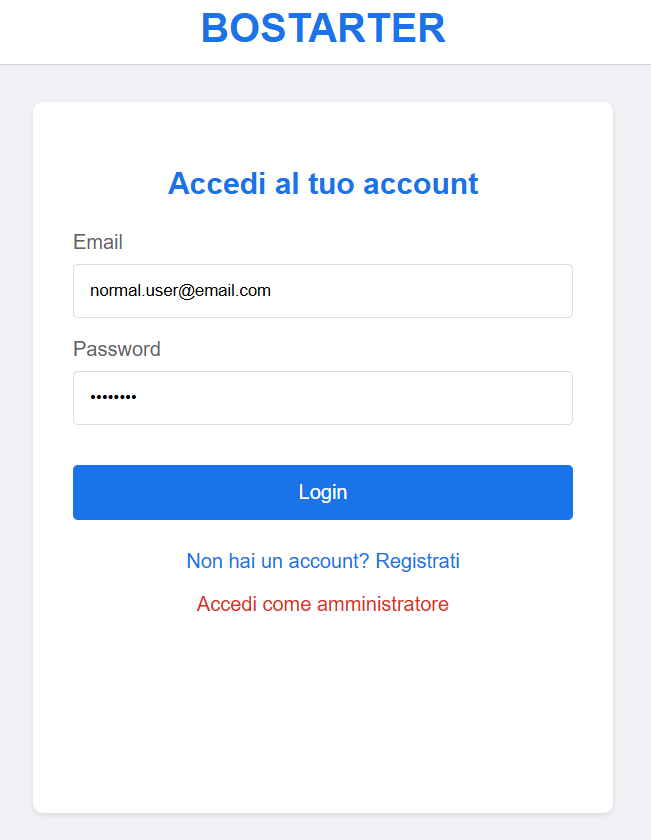 BOSTARTER
Accedi al tuo account
Email
normal.user@email.com
Password
••••••••
Login
Non hai un account? Registrati
Accedi come amministratore